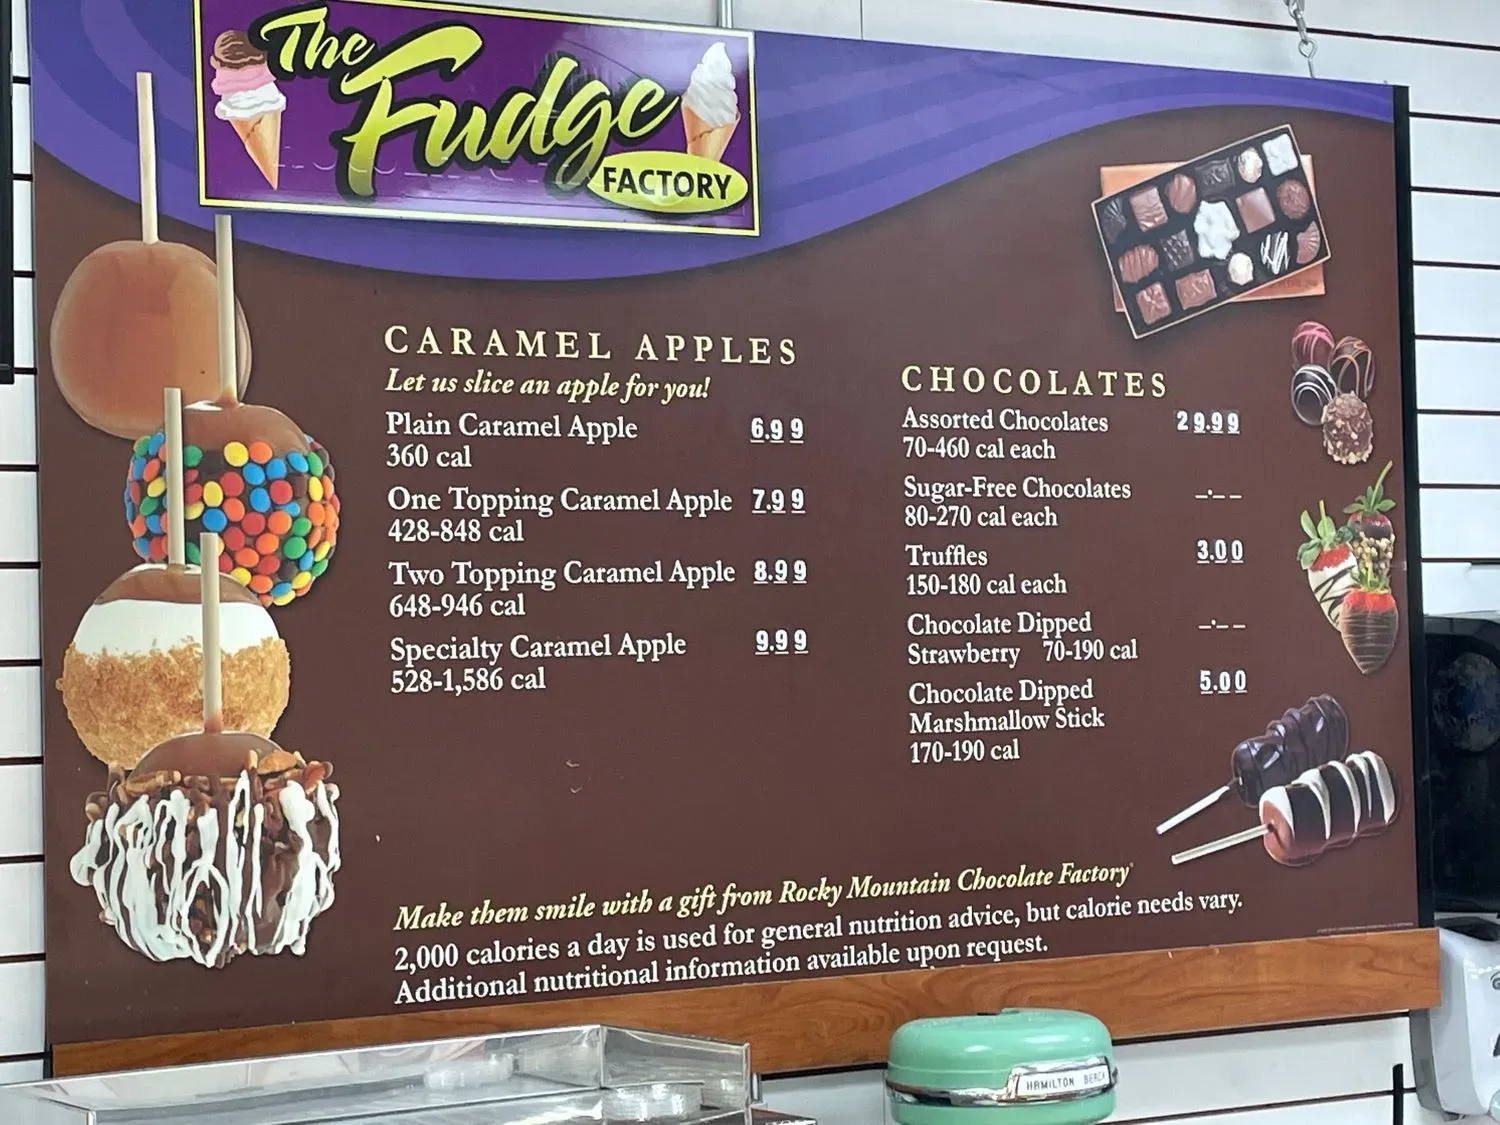 The
Fudge
FACTORY
CARAMEL APPLES
Let us slice an apple for you!
Plain Caramel Apple 6.99
360 cal
One Topping Caramel Apple 7.99
428-848 cal
Two Topping Caramel Apple 8.99
648-946 cal
Specialty Caramel Apple 9.99
528-1,586 cal
CHOCOLATES
Assorted Chocolates 29.99
70-460 cal each
Sugar-Free Chocolates _._ _
80-270 cal each
Truffles 3.00
150-180 cal each
Chocolate Dipped _._ _
Strawberry 70-190 cal
Chocolate Dipped 5.00
Marshmallow Stick
170-190 cal
Make them smile with a gift from Rocky Mountain Chocolate Factory
2,000 calories a day is used for general nutrition advice, but calorie needs vary.
Additional nutritional information available upon request.
HAMILTON BEACH